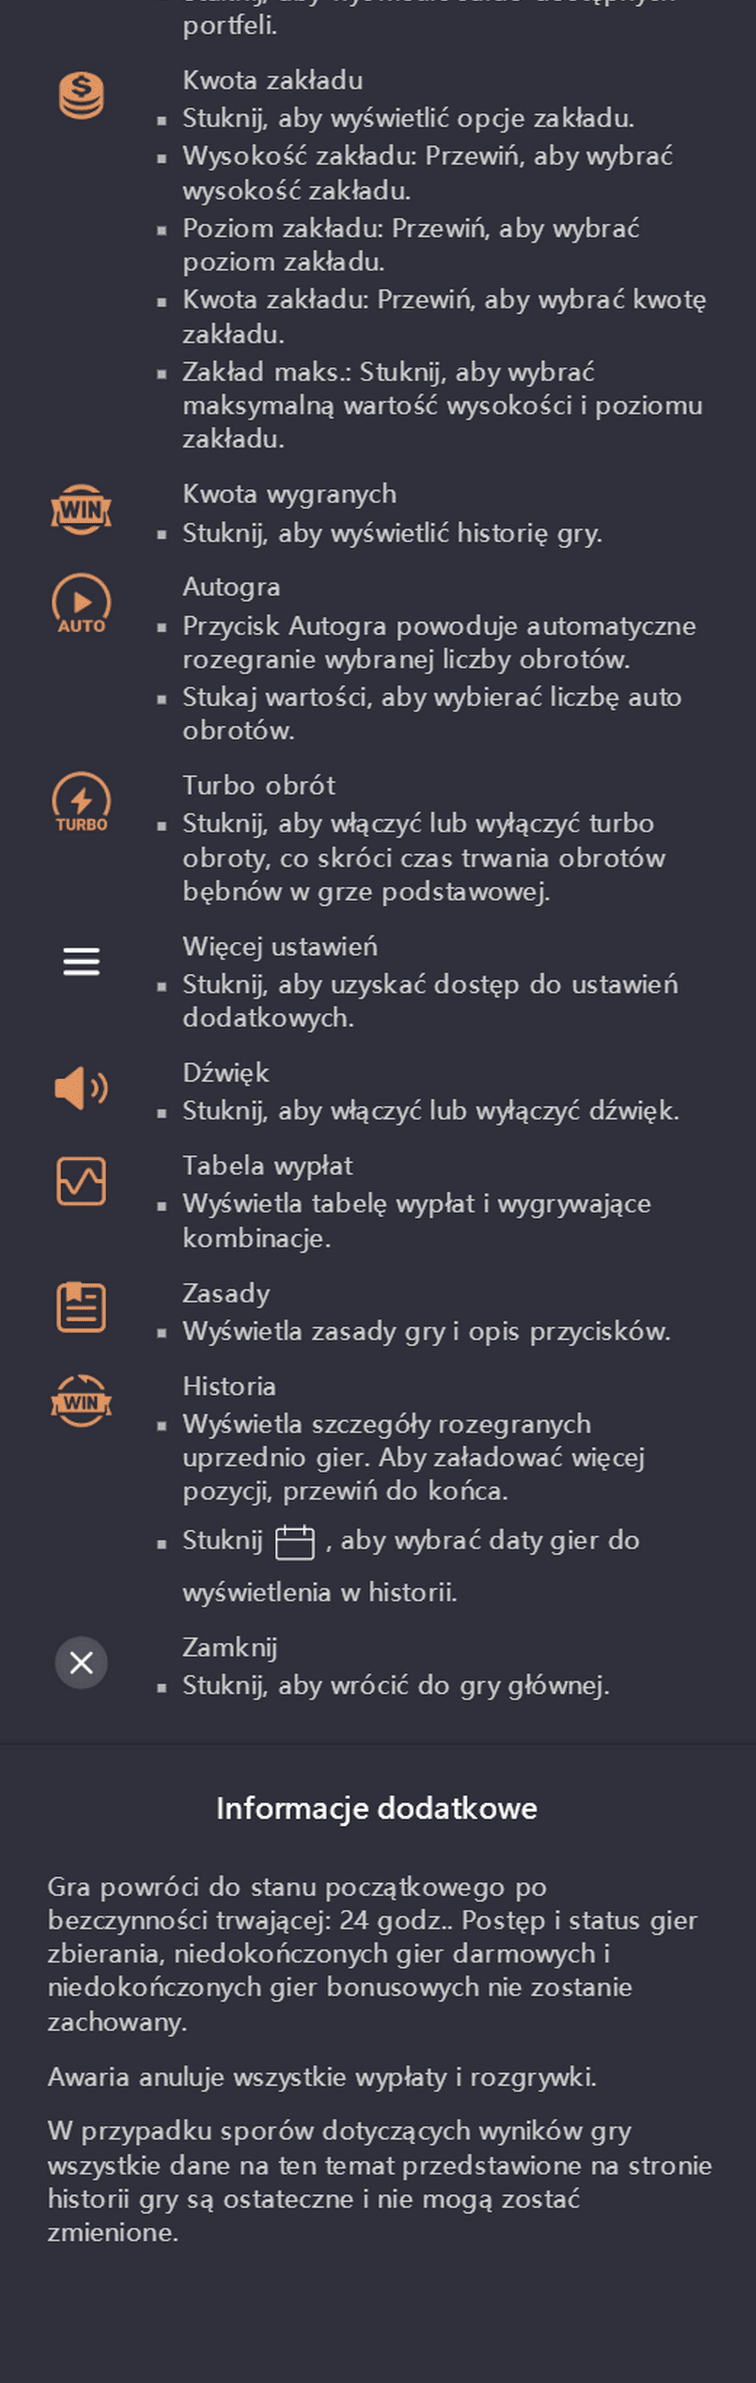 portfeli.
Kwota zakładu
Stuknij, aby wyświetlić opcje zakładu.
Wysokość zakładu: Przewiń, aby wybrać
wysokość zakładu.
Poziom zakładu: Przewiń, aby wybrać
poziom zakładu.
Kwota zakładu: Przewiń, aby wybrać kwotę
zakładu.
Zakład maks.: Stuknij, aby wybrać
maksymalną wartość wysokości i poziomu
zakładu.
WIN
Kwota wygranych
Stuknij, aby wyświetlić historię gry.
AUTO
Autogra
Przycisk Autogra powoduje automatyczne
rozegranie wybranej liczby obrotów.
Stukaj wartości, aby wybierać liczbę auto
obrotów.
TURBO
Turbo obrót
Stuknij, aby włączyć lub wyłączyć turbo
obroty, co skróci czas trwania obrotów
bębnów w grze podstawowej.
Więcej ustawień
Stuknij, aby uzyskać dostęp do ustawień
dodatkowych.
Dźwięk
Stuknij, aby włączyć lub wyłączyć dźwięk.
Tabela wypłat
Wyświetla tabelę wypłat i wygrywające
kombinacje.
Zasady
Wyświetla zasady gry i opis przycisków.
WIN
Historia
Wyświetla szczegóły rozegranych
uprzednio gier. Aby załadować więcej
pozycji, przewiń do końca.
Stuknij , aby wybrać daty gier do
wyświetlenia w historii.
Zamknij
Stuknij, aby wrócić do gry głównej.
Informacje dodatkowe
Gra powróci do stanu początkowego po
bezczynności trwającej: 24 godz.. Postęp i status gier
zbierania, niedokończonych gier darmowych i
niedokończonych gier bonusowych nie zostanie
zachowany.
Awaria anuluje wszystkie wypłaty i rozgrywki.
W przypadku sporów dotyczących wyników gry
wszystkie dane na ten temat przedstawione na stronie
historii gry są ostateczne i nie mogą zostać
zmienione.